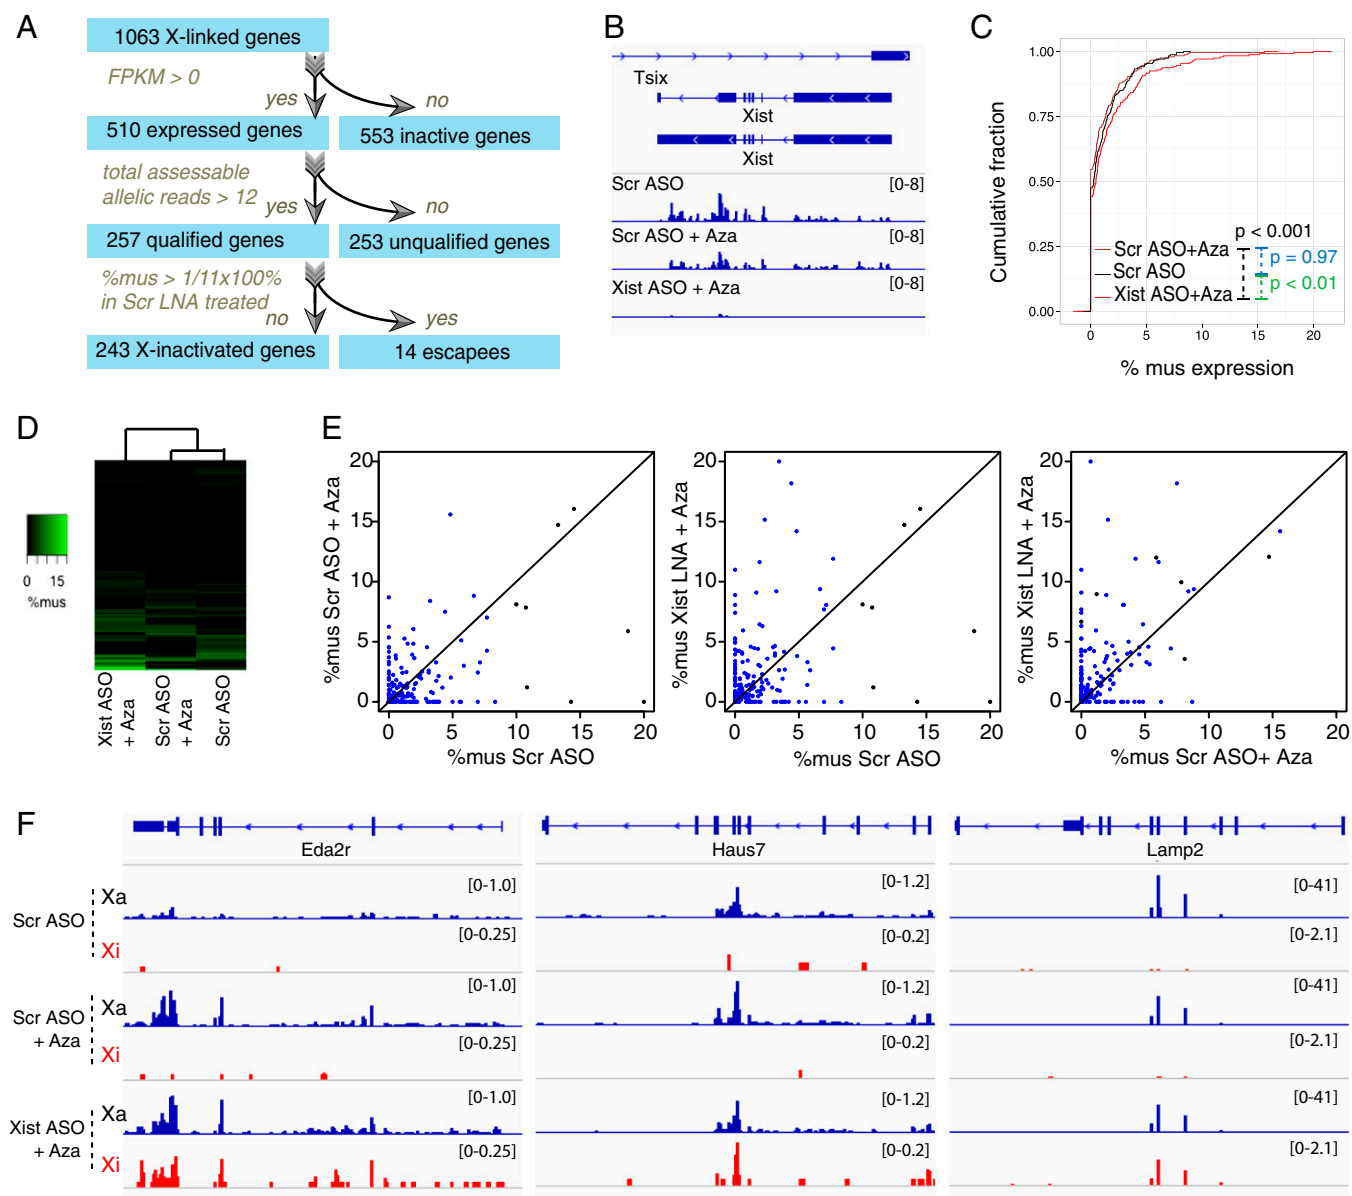 A
1063 X-linked genes
FPKM > 0
yes
no
510 expressed genes
553 inactive genes
total assessable
allelic reads > 12
yes
no
257 qualified genes
253 unqualified genes
%mus > 1/11x100%
in Scr LNA treated
no
yes
243 X-inactivated genes
14 escapees
B
Tsix
Xist
Xist
Scr ASO
[0-8]
Scr ASO + Aza
[0-8]
Xist ASO + Aza
[0-8]
C
Cumulative fraction
1.00
0.75
0.50
0.25
0.00
p < 0.001
Scr ASO+Aza
Scr ASO
Xist ASO+Aza
p = 0.97
p < 0.01
0 5 10 15 20
% mus expression
D
0 15
%mus
Xist ASO
+ Aza
Scr ASO
+ Aza
Scr ASO
E
%mus Scr ASO + Aza
20
15
10
5
0
0 5 10 15 20
%mus Scr ASO
%mus Xist LNA + Aza
20
15
10
5
0
0 5 10 15 20
%mus Scr ASO
%mus Xist LNA + Aza
20
15
10
5
0
0 5 10 15 20
%mus Scr ASO+ Aza
F
Eda2r
Haus7
Lamp2
Scr ASO
Xa
[0-1.0]
[0-1.2]
[0-41]
Xi
[0-0.25]
[0-0.2]
[0-2.1]
Scr ASO
+ Aza
Xa
[0-1.0]
[0-1.2]
[0-41]
Xi
[0-0.25]
[0-0.2]
[0-2.1]
Xist ASO
+ Aza
Xa
[0-1.0]
[0-1.2]
[0-41]
Xi
[0-0.25]
[0-0.2]
[0-2.1]